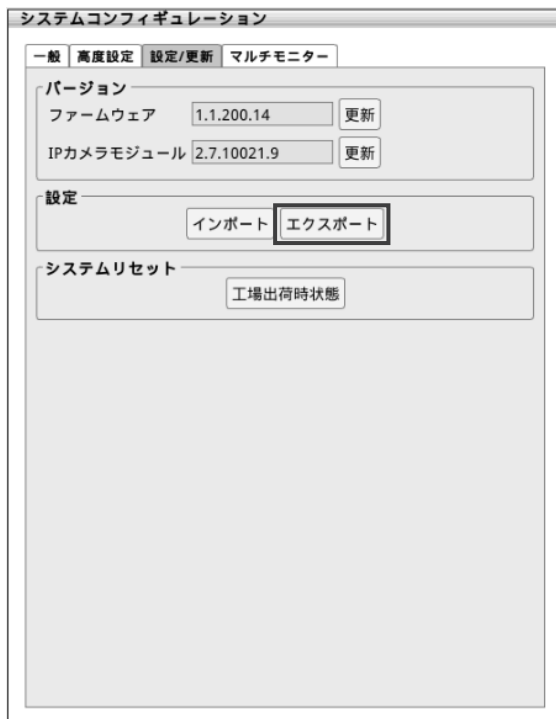 システムコンフィギュレーション
一般 高度設定 設定/更新 マルチモニター
バージョン
ファームウェア 1.1.200.14 更新
IPカメラモジュール 2.7.10021.9 更新
設定
インポート エクスポート
システムリセット
工場出荷時状態